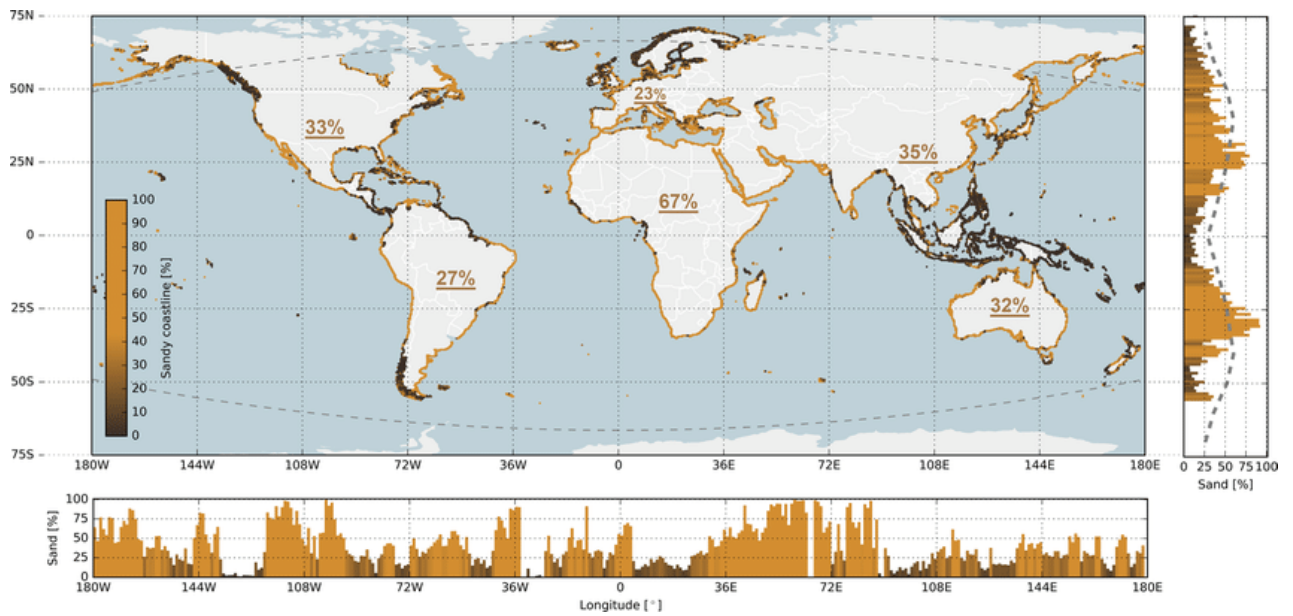 75N
50N
25N
0
25S
50S
75S
33%
23%
35%
67%
27%
32%
100
90
80
70
60
50
40
30
20
10
0
Sandy coastline [%]
180W 144W 108W 72W 36W 0 36E 72E 108E 144E 180E
0 25 50 75 100
Sand [%]
Sand [%]
100
75
50
25
0
180W 144W 108W 72W 36W 0 36E 72E 108E 144E 180E
Longitude [°]